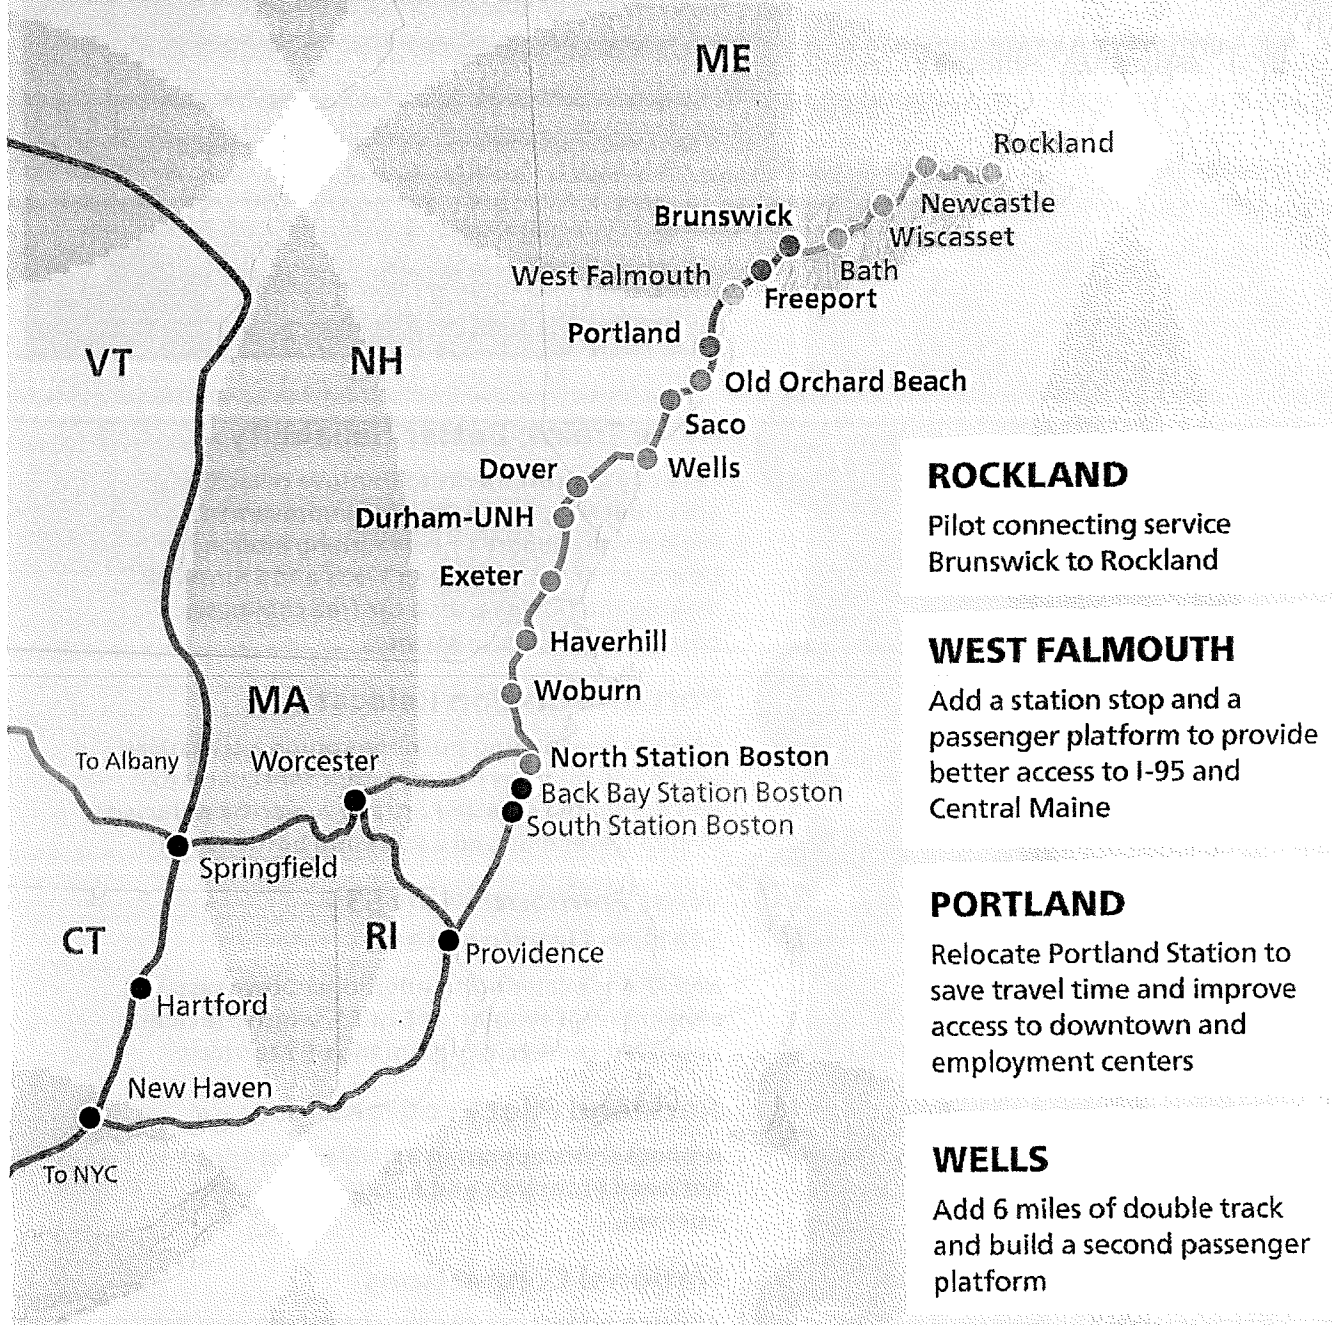 ME
Rockland
Newcastle
Brunswick
Wiscasset
West Falmouth
Bath
Freeport
Portland
VT
NH
Old Orchard Beach
Saco
Dover
Wells
Durham-UNH
Exeter
Haverhill
Woburn
MA
To Albany
Worcester
North Station Boston
Back Bay Station Boston
South Station Boston
Springfield
CT
RI
Providence
Hartford
New Haven
To NYC
ROCKLAND
Pilot connecting service
Brunswick to Rockland
WEST FALMOUTH
Add a station stop and a
passenger platform to provide
better access to I-95 and
Central Maine
PORTLAND
Relocate Portland Station to
save travel time and improve
access to downtown and
employment centers
WELLS
Add 6 miles of double track
and build a second passenger
platform